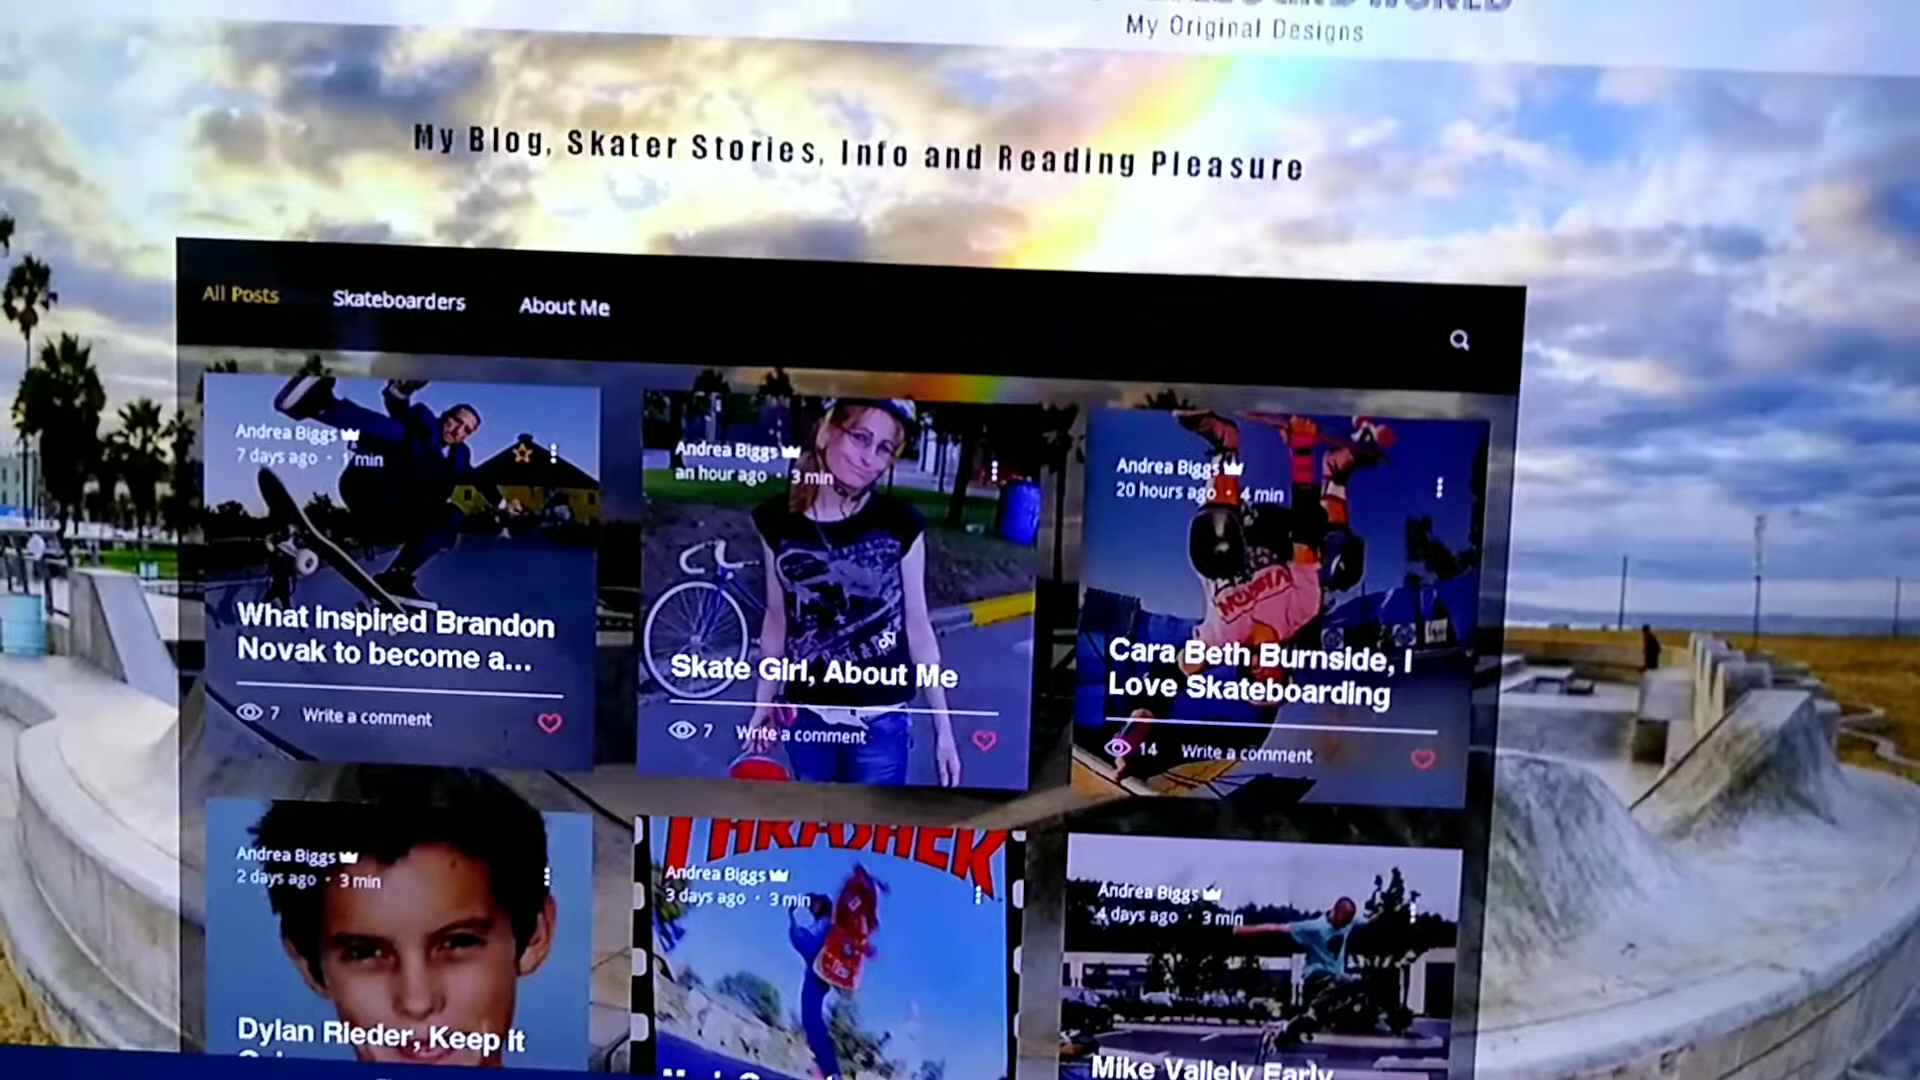 WORLD
My Original Designs
My Blog, Skater Stories, Info and Reading Pleasure
All Posts
Skateboarders
About Me
Andrea Biggs
7 days ago · 1 min
What inspired Brandon
Novak to become a...
7
Write a comment
Andrea Biggs
an hour ago · 3 min
Skate Girl, About Me
7
Write a comment
Andrea Biggs
20 hours ago · 4 min
Cara Beth Burnside, I
Love Skateboarding
14
Write a comment
Andrea Biggs
2 days ago · 3 min
Dylan Rieder, Keep it
THRASHER
Andrea Biggs
3 days ago · 3 min
Andrea Biggs
4 days ago · 3 min
Mike Vallely Early